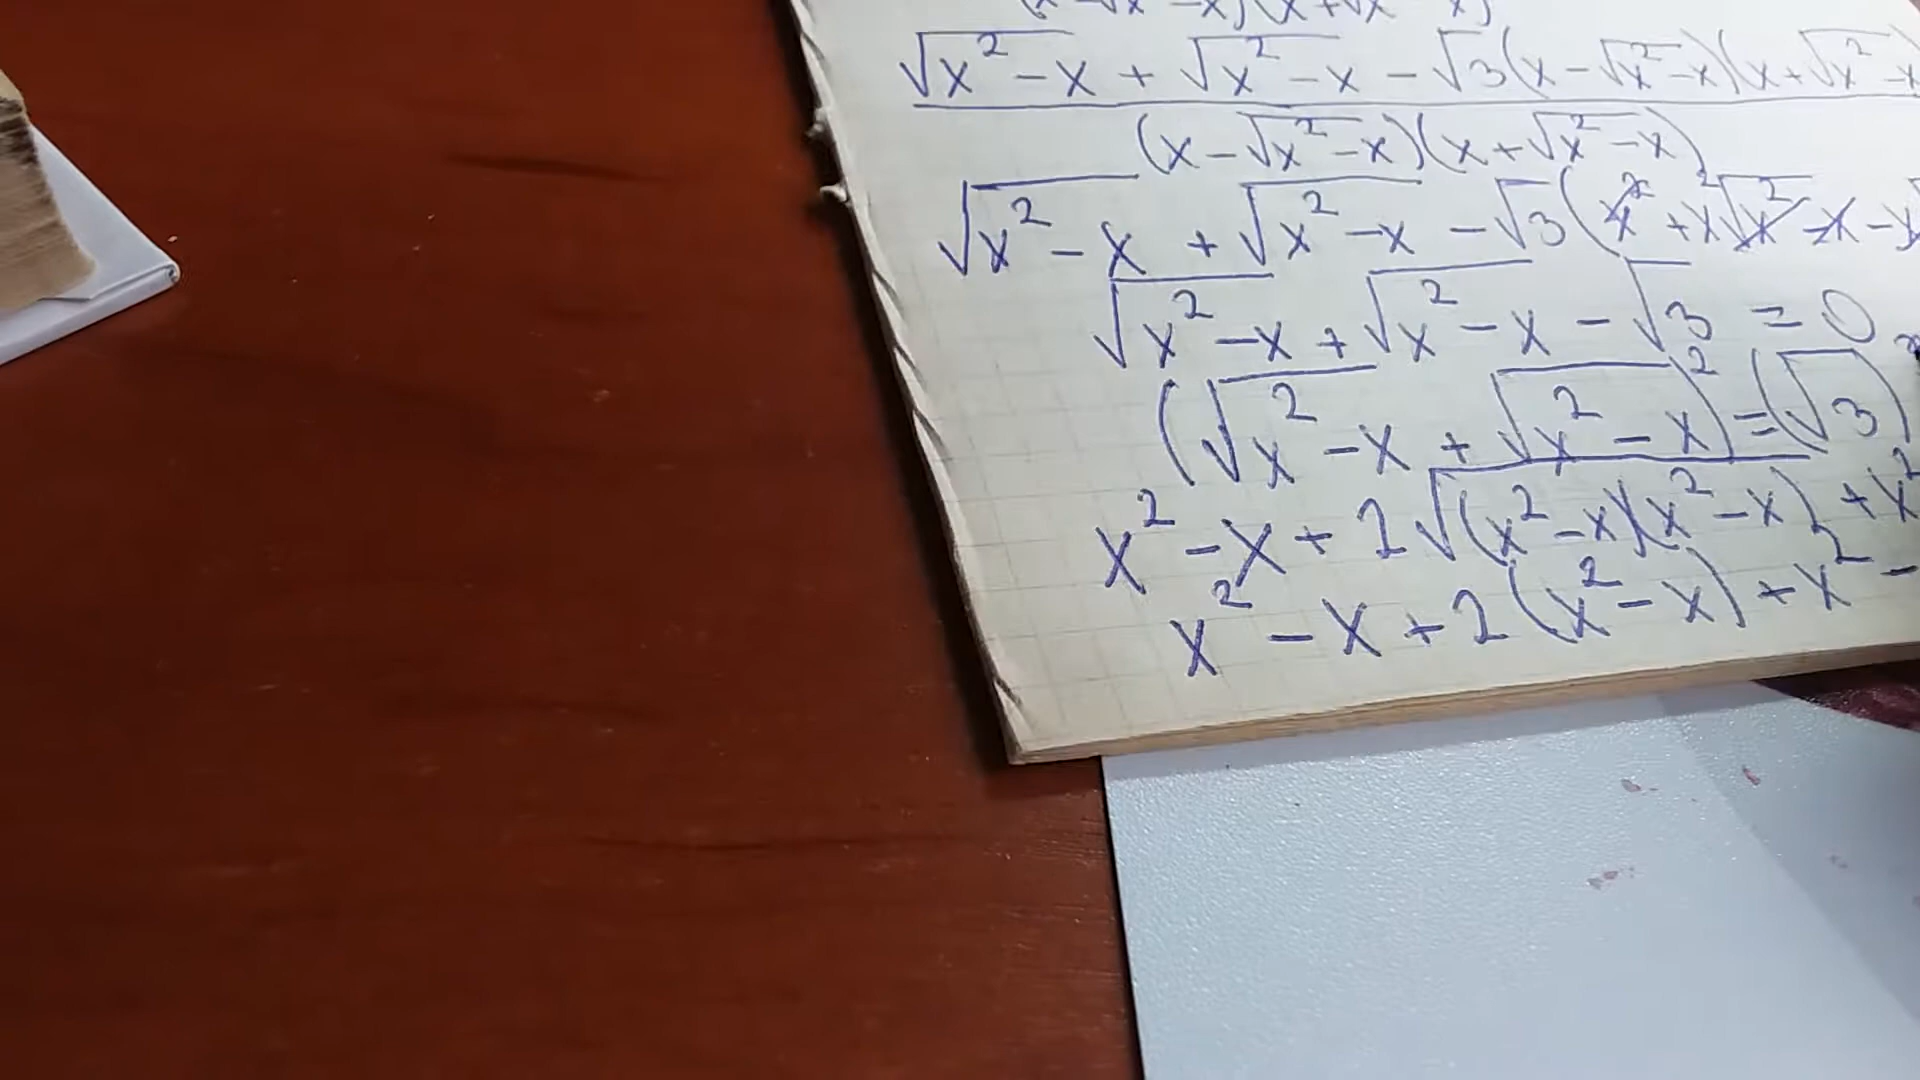 √x² - x + √x² - x - √3(x - √x² - x)(x + √x² - x
(x - √x² - x)(x + √x² - x)
√x² - x + √x² - x - √3(x² + x√x² - x - x
√x² - x + √x² - x - √3 = 0
(√x² - x + √x² - x)² = (√3)
x² - x + 2√(x² - x)(x² - x) + x²
x² - x + 2(x² - x) + x² -